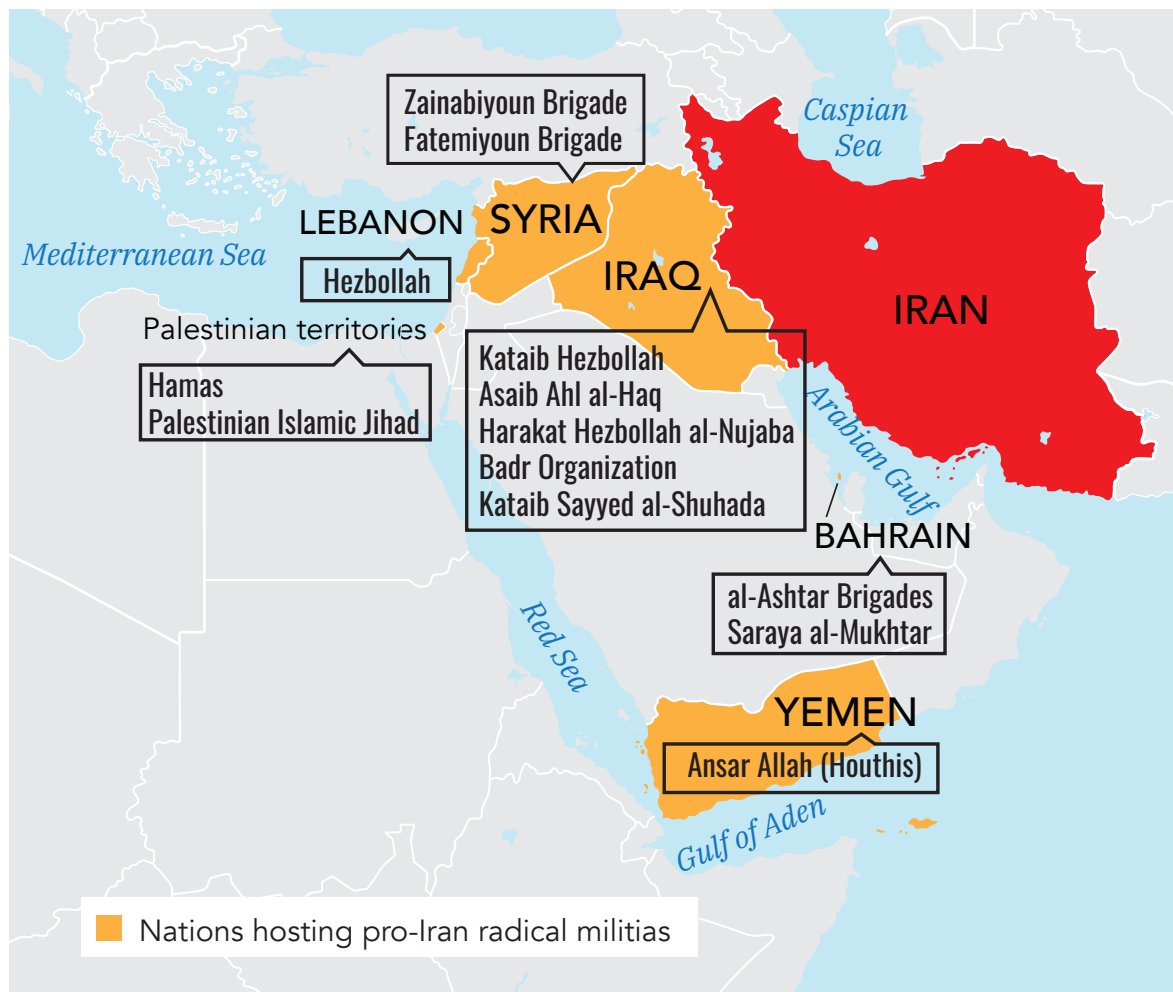 Zainabiyoun Brigade
Fatemiyoun Brigade
Caspian
Sea
LEBANON
SYRIA
Mediterranean Sea
Hezbollah
IRAQ
IRAN
Palestinian territories
Hamas
Palestinian Islamic Jihad
Kataib Hezbollah
Asaib Ahl al-Haq
Harakat Hezbollah al-Nujaba
Badr Organization
Kataib Sayyed al-Shuhada
Arabian Gulf
BAHRAIN
al-Ashtar Brigades
Saraya al-Mukhtar
Red Sea
YEMEN
Ansar Allah (Houthis)
Gulf of Aden
Nations hosting pro-Iran radical militias